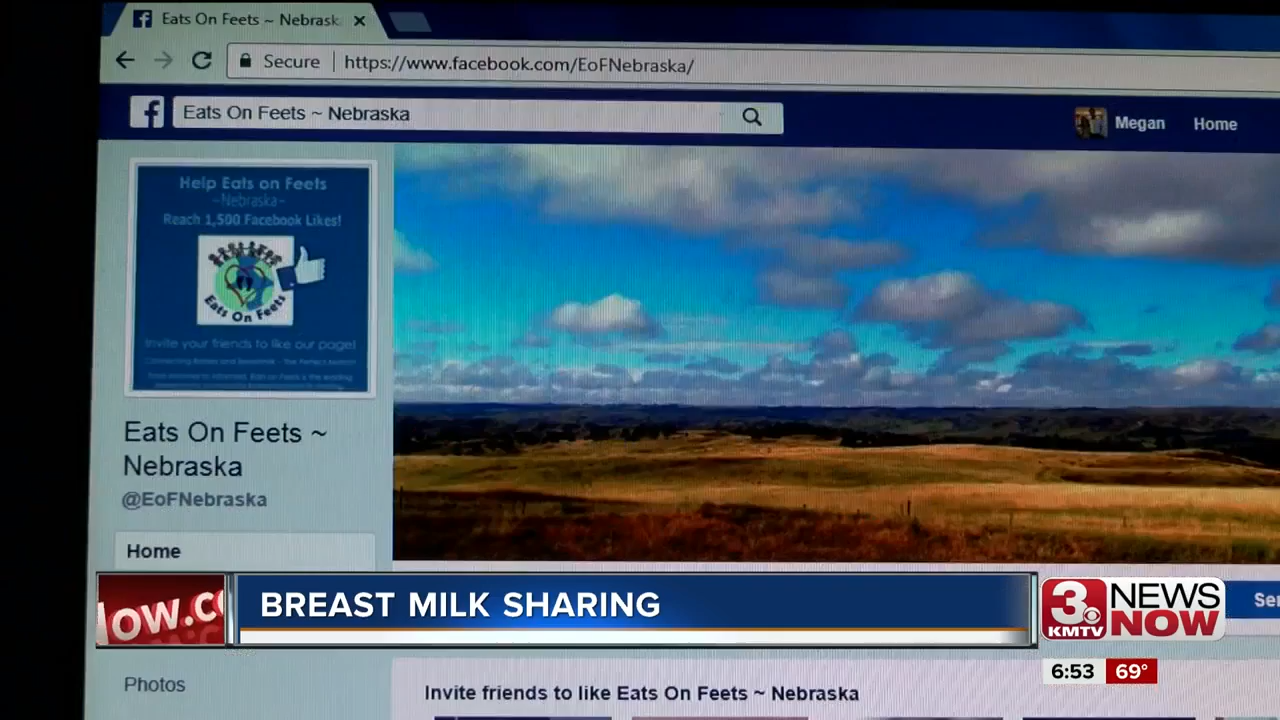 Eats On Feets ~ Nebrask
Secure
https://www.facebook.com/EoFNebraska/
Eats On Feets ~ Nebraska
Megan
Home
Help Eats on Feets
~Nebraska~
Reach 1,500 Facebook Likes!
Eats On Feets
Invite your friends to like our page!
Eats On Feets ~
Nebraska
@EoFNebraska
Home
low.c
BREAST MILK SHARING
3 NEWS
KMTV NOW
Se
6:53 69°
Photos
Invite friends to like Eats On Feets ~ Nebraska